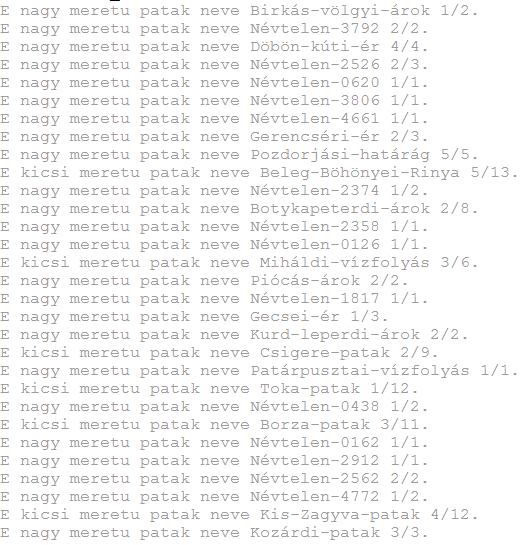 E nagy meretu patak neve Birkás-völgyi-árok 1/2.
E nagy meretu patak neve Névtelen-3792 2/2.
E nagy meretu patak neve Döbön-kúti-ér 4/4.
E nagy meretu patak neve Névtelen-2526 2/3.
E nagy meretu patak neve Névtelen-0620 1/1.
E nagy meretu patak neve Névtelen-3806 1/1.
E nagy meretu patak neve Névtelen-4661 1/1.
E nagy meretu patak neve Gerencséri-ér 2/3.
E nagy meretu patak neve Pozdorjási-határág 5/5.
E kicsi meretu patak neve Beleg-Böhönyei-Rinya 5/13.
E nagy meretu patak neve Névtelen-2374 1/2.
E nagy meretu patak neve Botykapeterdi-árok 2/8.
E nagy meretu patak neve Névtelen-2358 1/1.
E nagy meretu patak neve Névtelen-0126 1/1.
E kicsi meretu patak neve Miháldi-vízfolyás 3/6.
E nagy meretu patak neve Piócás-árok 2/2.
E nagy meretu patak neve Névtelen-1817 1/1.
E nagy meretu patak neve Gecsei-ér 1/3.
E nagy meretu patak neve Kurd-leperdi-árok 2/2.
E kicsi meretu patak neve Csigere-patak 2/9.
E nagy meretu patak neve Patárpusztai-vízfolyás 1/1.
E kicsi meretu patak neve Toka-patak 1/12.
E nagy meretu patak neve Névtelen-0438 1/2.
E kicsi meretu patak neve Borza-patak 3/11.
E nagy meretu patak neve Névtelen-0162 1/1.
E nagy meretu patak neve Névtelen-2912 1/1.
E nagy meretu patak neve Névtelen-2562 2/2.
E nagy meretu patak neve Névtelen-4772 1/2.
E kicsi meretu patak neve Kis-Zagyva-patak 4/12.
E nagy meretu patak neve Kozárdi-patak 3/3.